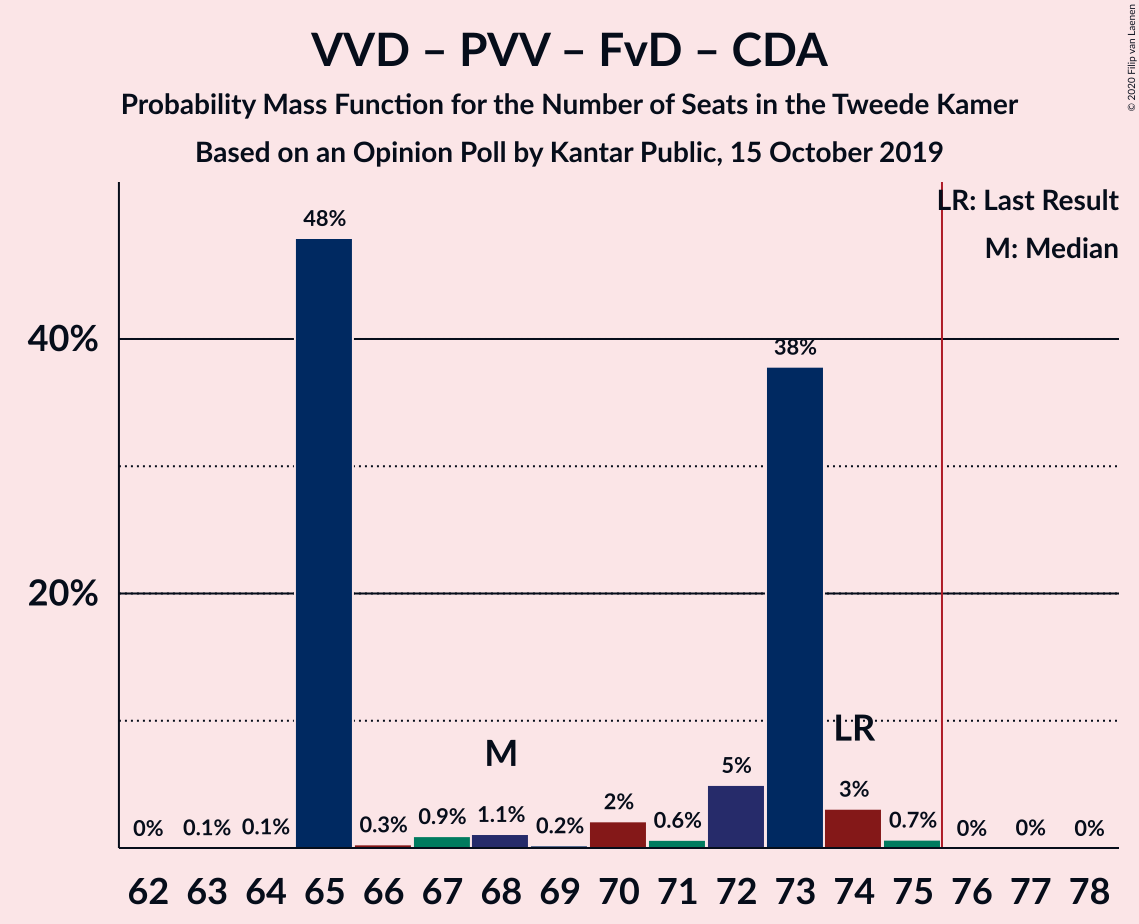 VVD – PVV – FvD – CDA
Probability Mass Function for the Number of Seats in the Tweede Kamer
Based on an Opinion Poll by Kantar Public, 15 October 2019
© 2020 Filip van Laenen
LR: Last Result
M: Median
48%
40%
38%
20%
LR
M
5%
3%
2%
0%
0.1%
0.1%
0.3%
0.9%
1.1%
0.2%
0.6%
0.7%
0%
0%
0%
62 63 64 65 66 67 68 69 70 71 72 73 74 75 76 77 78